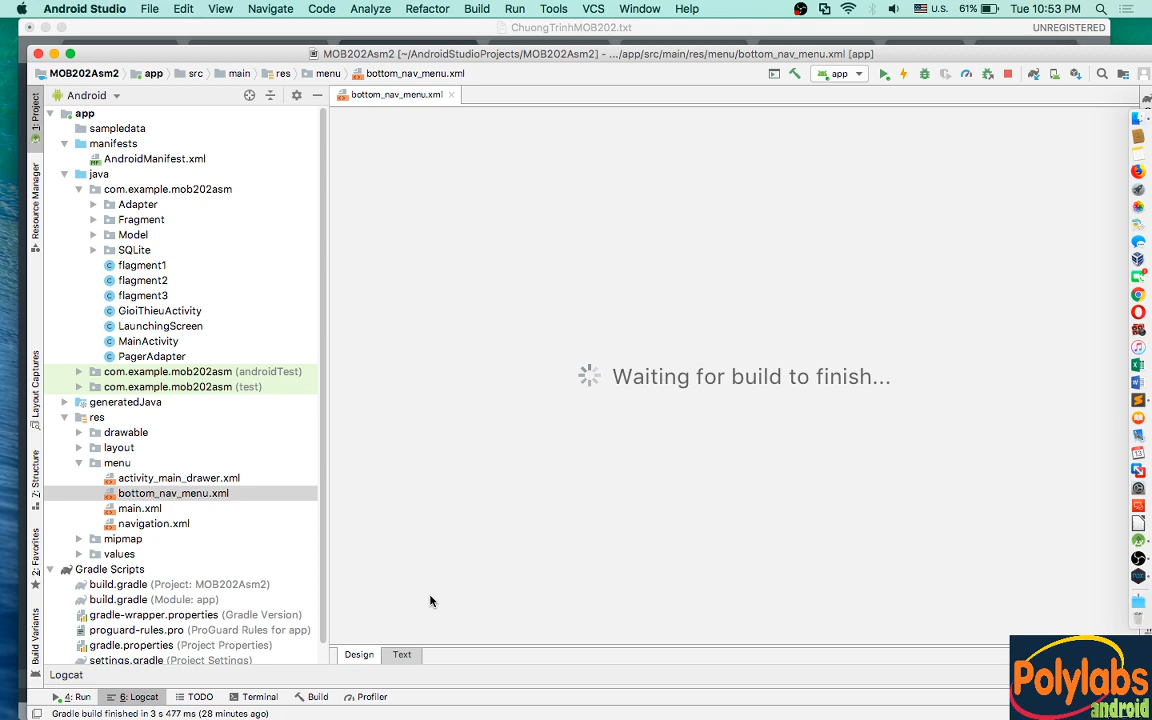 Android Studio File Edit View Navigate Code Analyze Refactor Build Run Tools VCS Window Help U.S. 61% Tue 10:53 PM
ChuongTrinhMOB202.txt UNREGISTERED
MOB202Asm2 [~/AndroidStudioProjects/MOB202Asm2] - .../app/src/main/res/menu/bottom_nav_menu.xml [app]
MOB202Asm2 app src main res menu bottom_nav_menu.xml app
Android
bottom_nav_menu.xml
1: Project
Resource Manager
Layout Captures
Z: Structure
2: Favorites
Build Variants
app
sampledata
manifests
AndroidManifest.xml
java
com.example.mob202asm
Adapter
Fragment
Model
SQLite
flagment1
flagment2
flagment3
GioiThieuActivity
LaunchingScreen
MainActivity
PagerAdapter
com.example.mob202asm (androidTest)
com.example.mob202asm (test)
generatedJava
res
drawable
layout
menu
activity_main_drawer.xml
bottom_nav_menu.xml
main.xml
navigation.xml
mipmap
values
Gradle Scripts
build.gradle (Project: MOB202Asm2)
build.gradle (Module: app)
gradle-wrapper.properties (Gradle Version)
proguard-rules.pro (ProGuard Rules for app)
gradle.properties (Project Properties)
settings.gradle (Project Settings)
Waiting for build to finish...
Design Text
Logcat
4: Run 6: Logcat TODO Terminal Build Profiler
Gradle build finished in 3 s 477 ms (28 minutes ago)
Polylabs
android